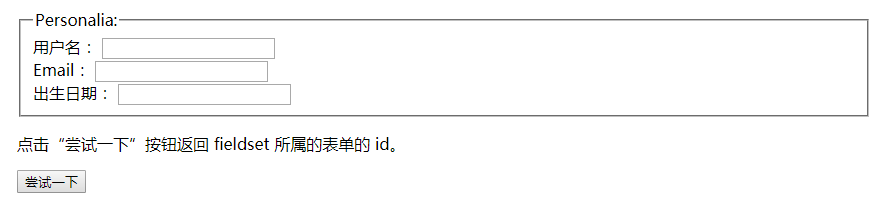 Personalia:
用户名：
Email：
出生日期：
点击“尝试一下”按钮返回 fieldset 所属的表单的 id。
尝试一下